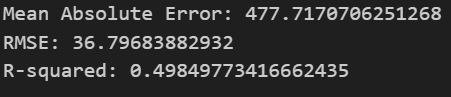 Mean Absolute Error: 477.7170706251268
RMSE: 36.79683882932
R-squared: 0.49849773416662435